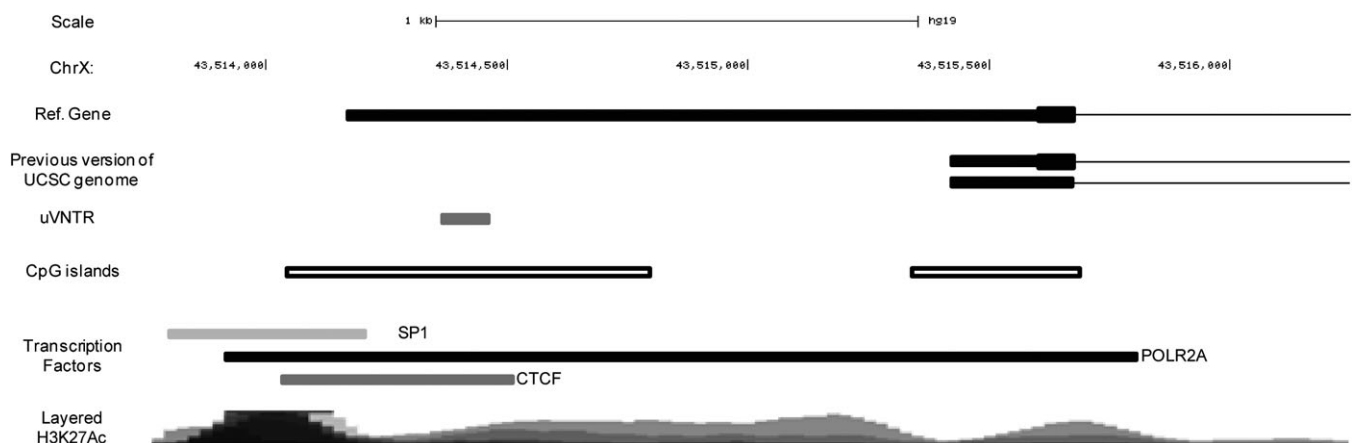 Scale 1 kb hg19
ChrX: 43,514,000| 43,514,500| 43,515,000| 43,515,500| 43,516,000|
Ref. Gene
Previous version of
UCSC genome
uVNTR
CpG islands
SP1
Transcription
Factors
POLR2A
CTCF
Layered
H3K27Ac